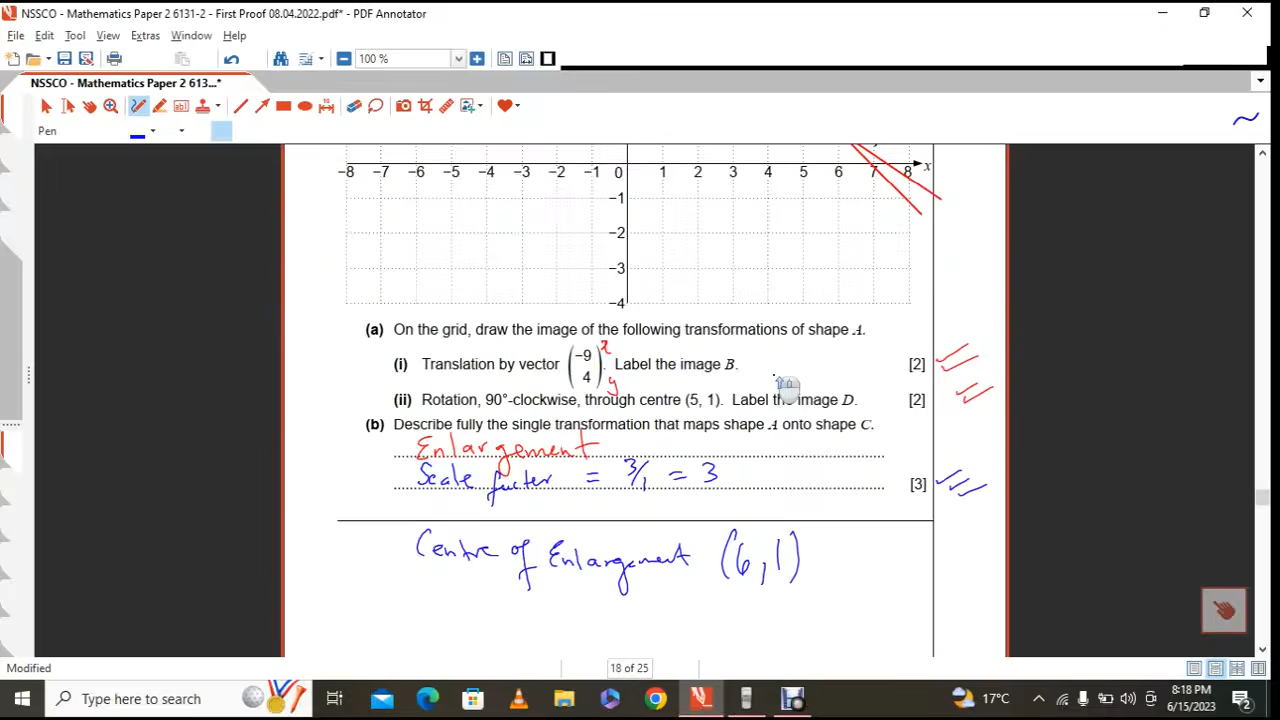 NSSCO - Mathematics Paper 2 6131-2 - First Proof 08.04.2022.pdf* - PDF Annotator
File Edit Tool View Extras Window Help
100 %
NSSCO - Mathematics Paper 2 613...*
Pen
−8 −7 −6 −5 −4 −3 −2 −1 0 1 2 3 4 5 6 7 8 x
−1
−2
−3
−4
(a) On the grid, draw the image of the following transformations of shape A.
(i) Translation by vector (−9 4). Label the image B. [2]
x
y
(ii) Rotation, 90°-clockwise, through centre (5, 1). Label the image D. [2]
(b) Describe fully the single transformation that maps shape A onto shape C.
Enlargement
Scale factor = 3/1 = 3
[3]
Centre of Enlargement (6,1)
Modified
18 of 25
Type here to search
17°C
8:18 PM
6/15/2023
2